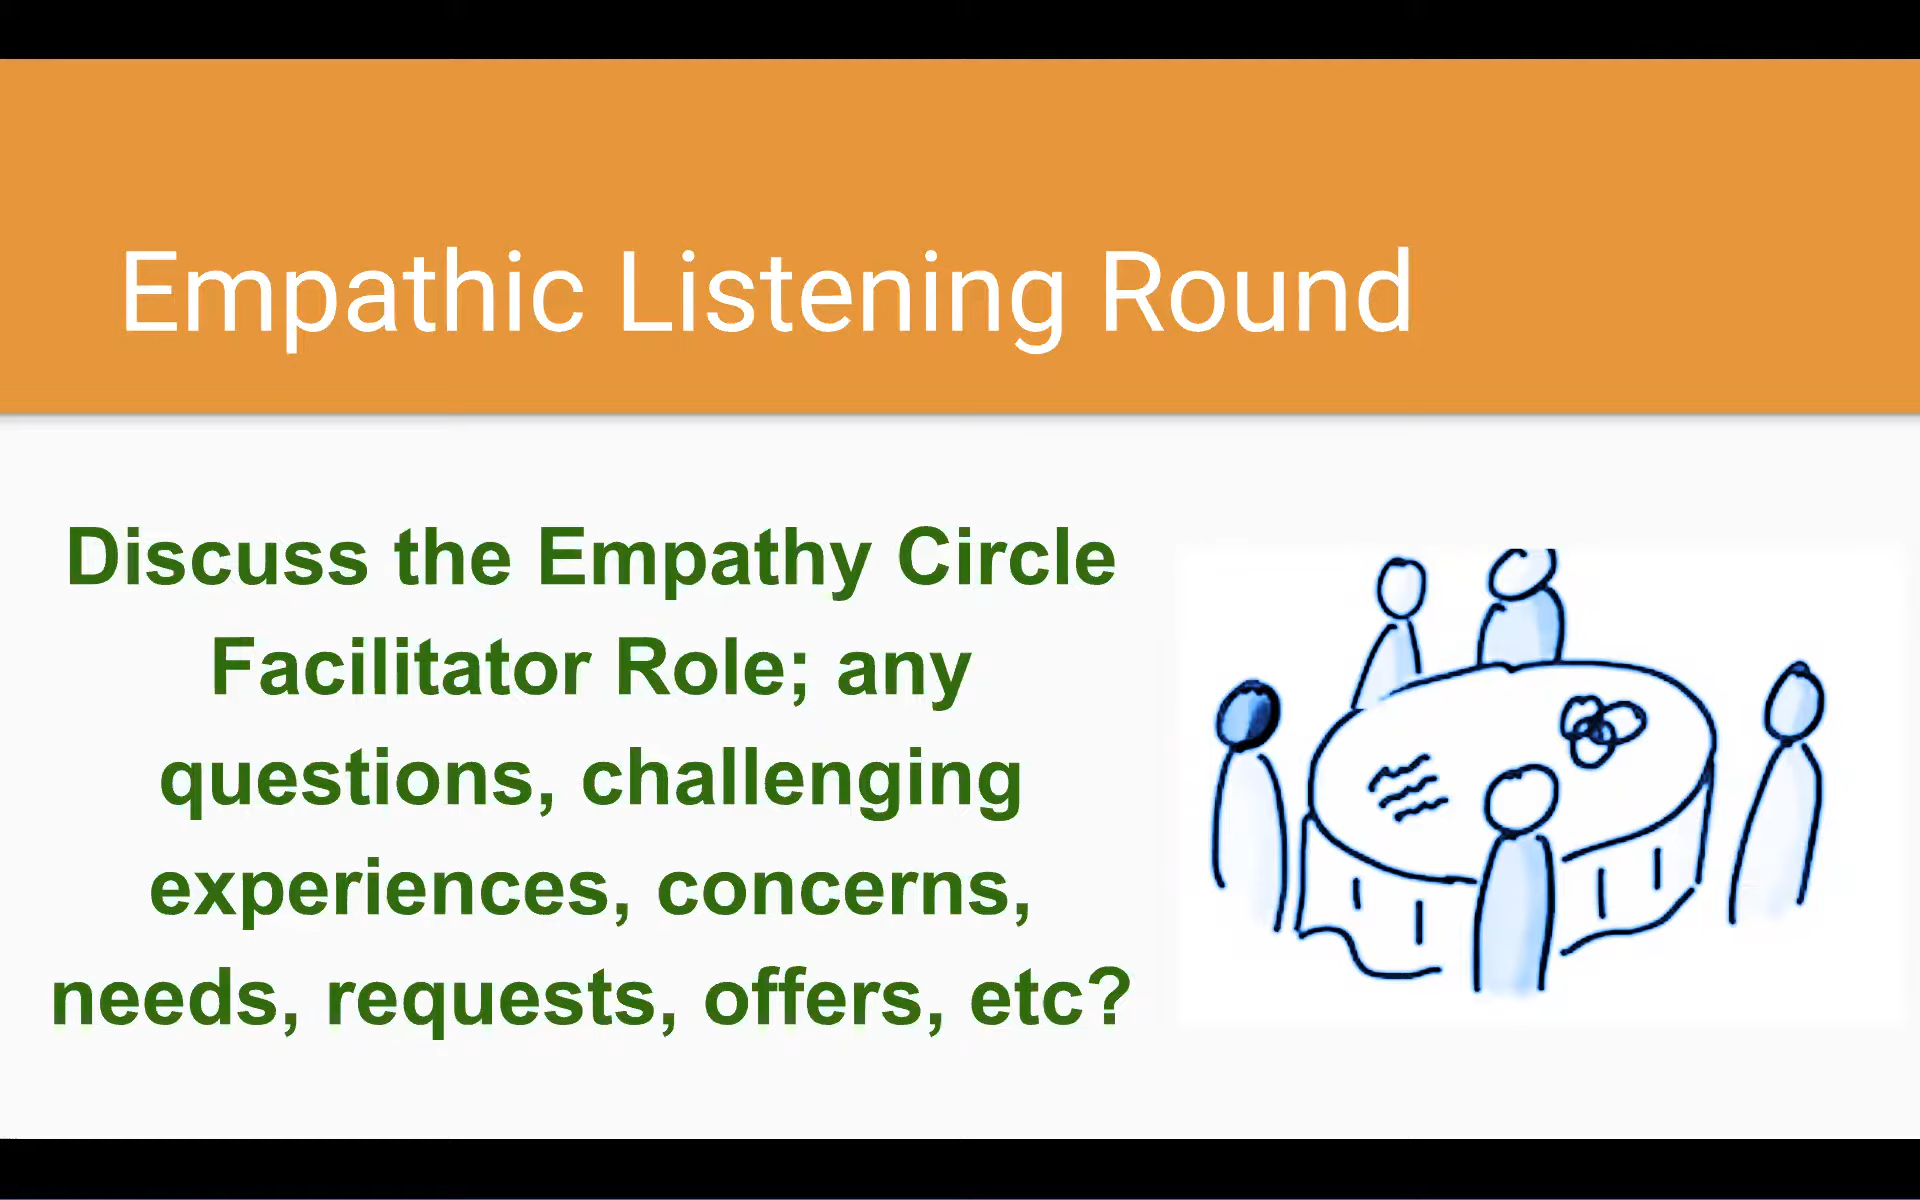 Empathic Listening Round
Discuss the Empathy Circle
Facilitator Role; any
questions, challenging
experiences, concerns,
needs, requests, offers, etc?